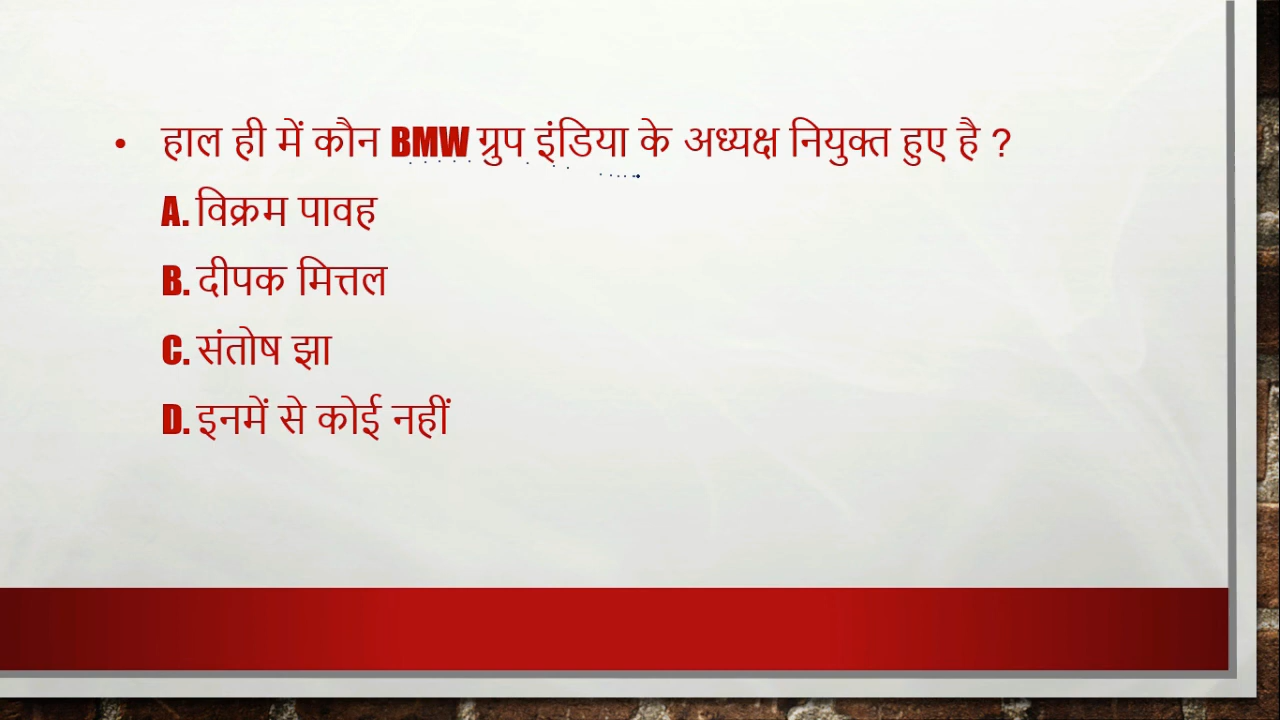 • हाल ही में कौन BMW ग्रुप इंडिया के अध्यक्ष नियुक्त हुए है ?
A. विक्रम पावह
B. दीपक मित्तल
C. संतोष झा
D. इनमें से कोई नहीं